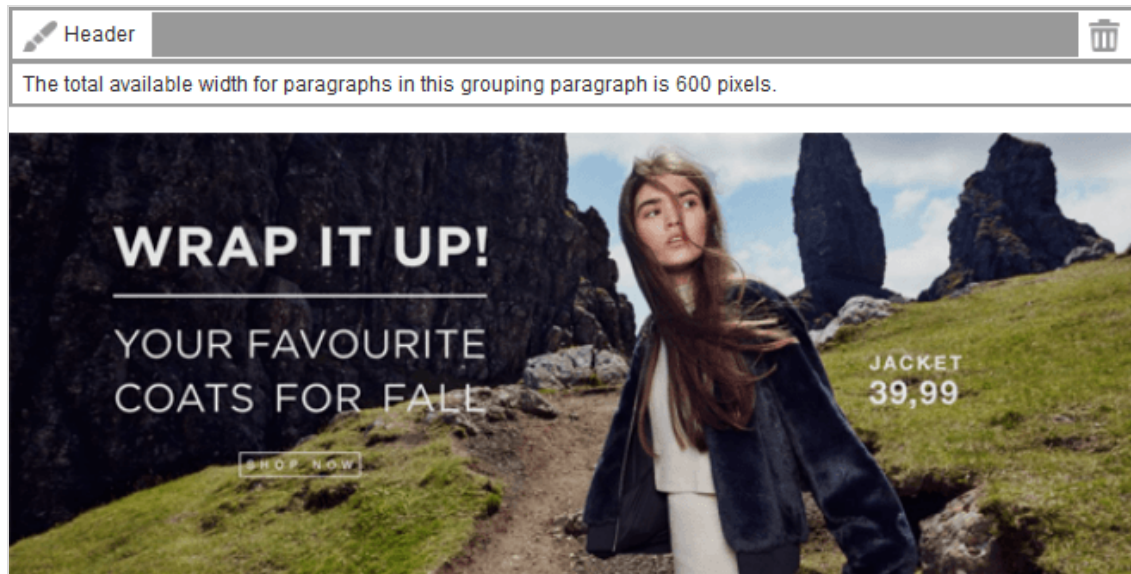 Header
The total available width for paragraphs in this grouping paragraph is 600 pixels.
WRAP IT UP!
YOUR FAVOURITE
COATS FOR FALL
JACKET
39,99
SHOP NOW